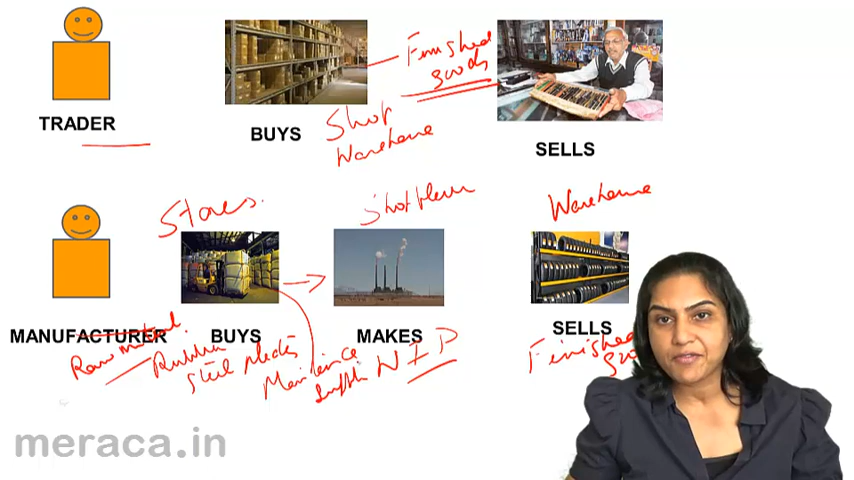 TRADER
BUYS
SELLS
Finished
goods
Shop
Warehouse
Stores.
Shop floor
Warehouse
MANUFACTURER
BUYS
MAKES
SELLS
Raw material.
Rubber
Steel
Maintenance
WIP
Finished
meraca.in